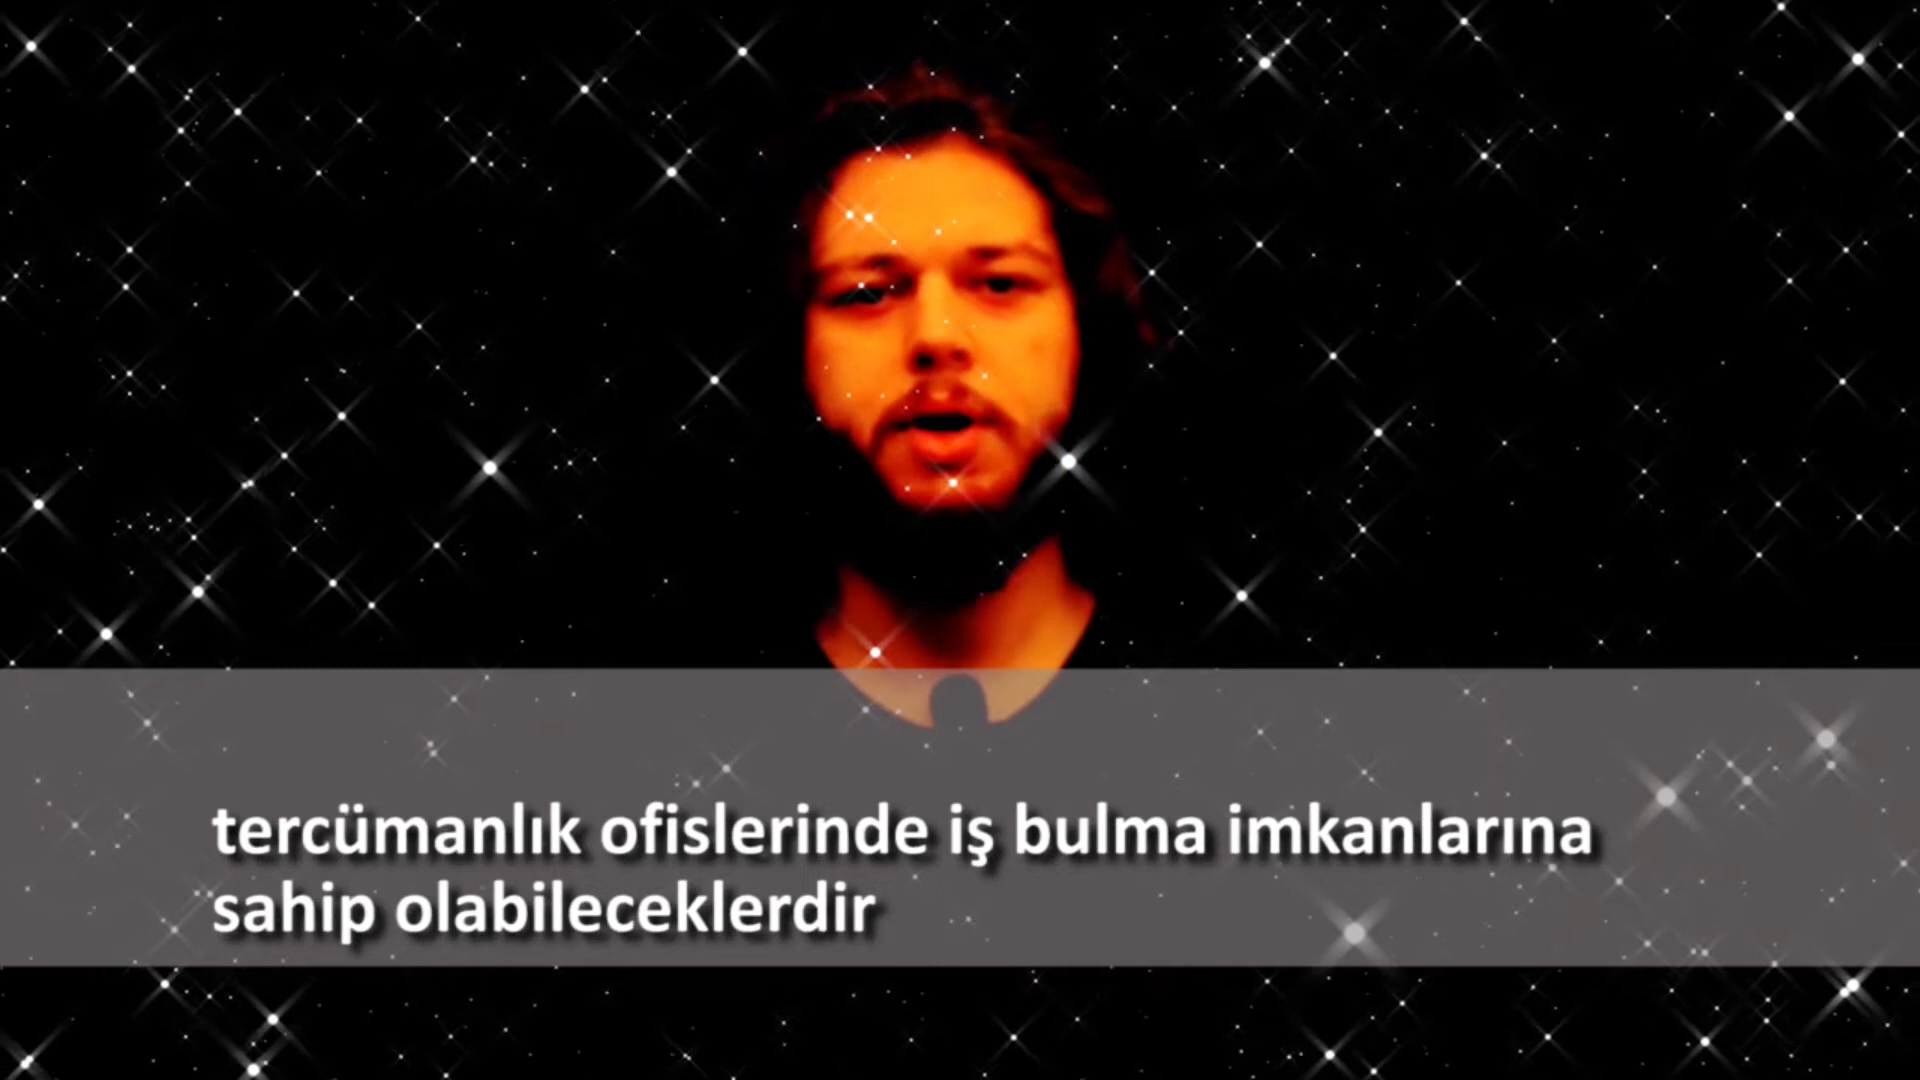 tercümanlık ofislerinde iş bulma imkanlarına
sahip olabileceklerdir